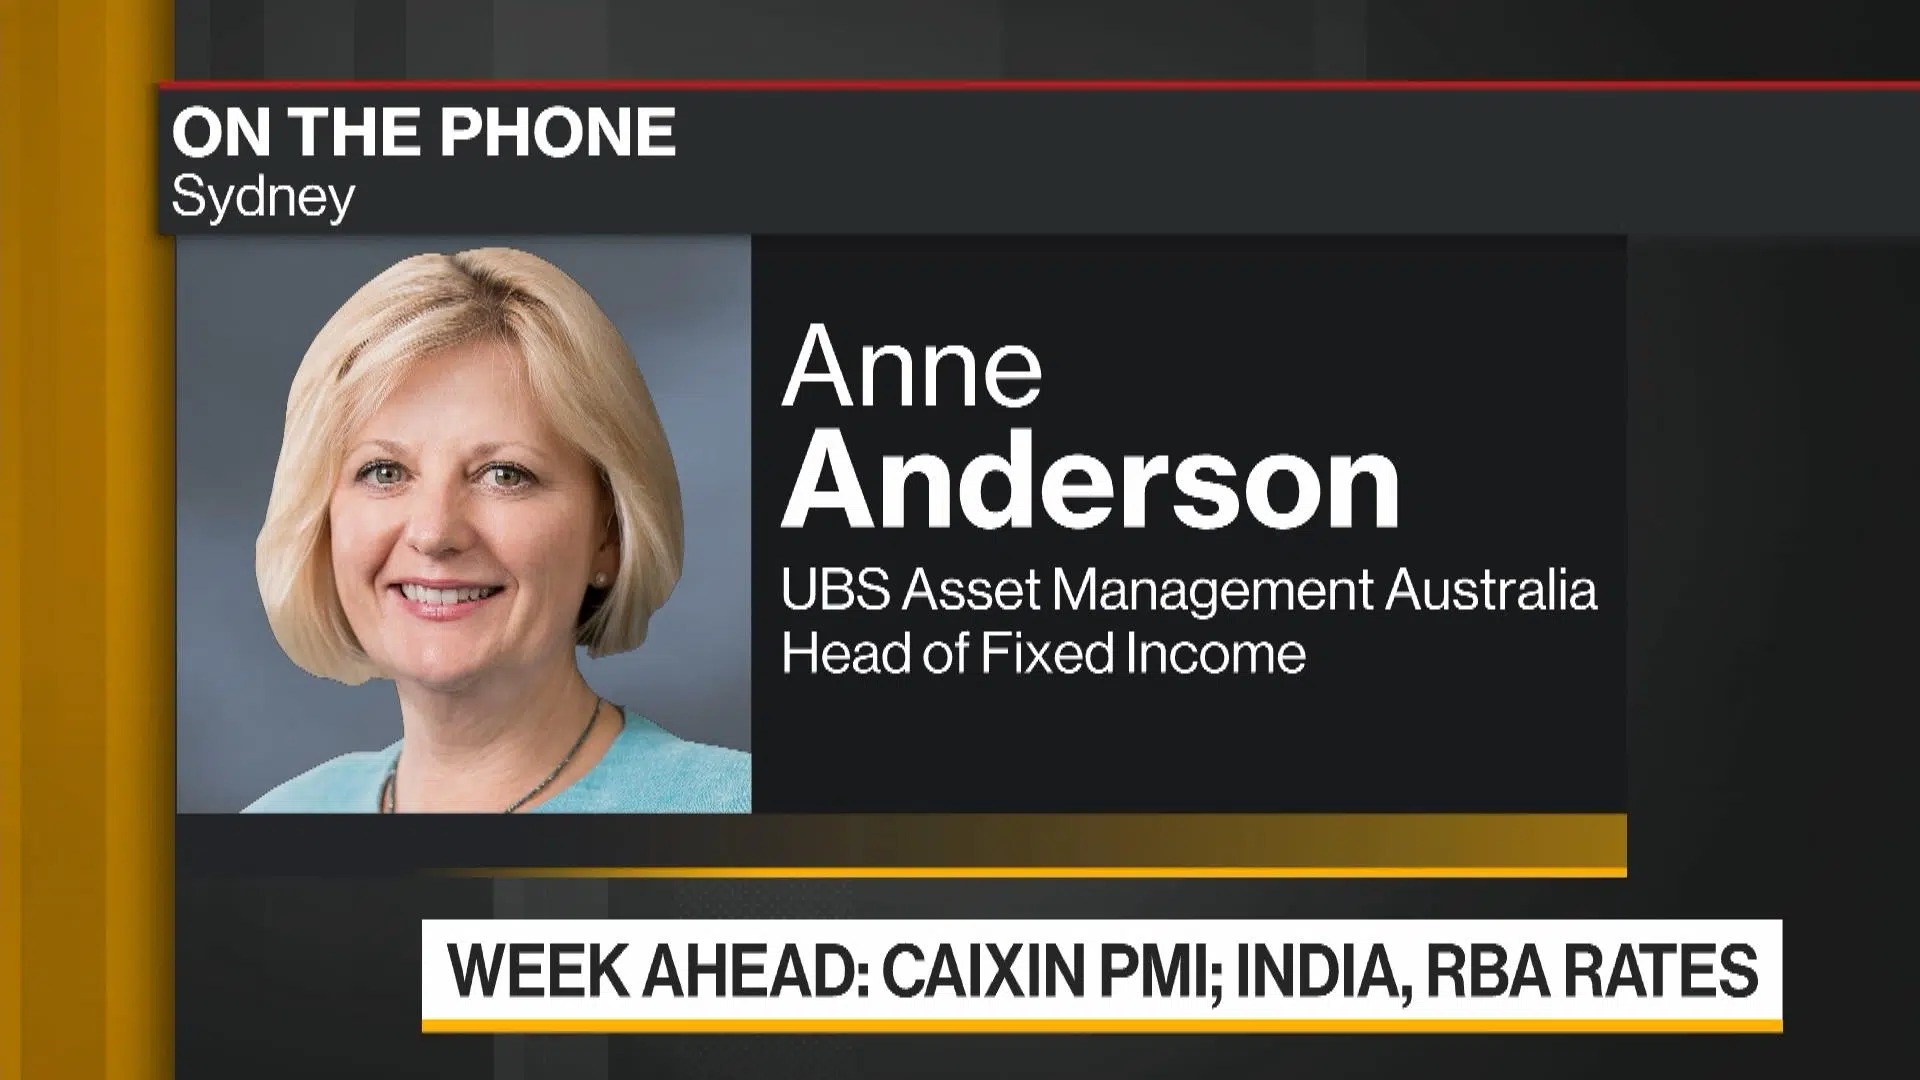 ON THE PHONE
Sydney
Anne
Anderson
UBS Asset Management Australia
Head of Fixed Income
WEEK AHEAD: CAIXIN PMI; INDIA, RBA RATES